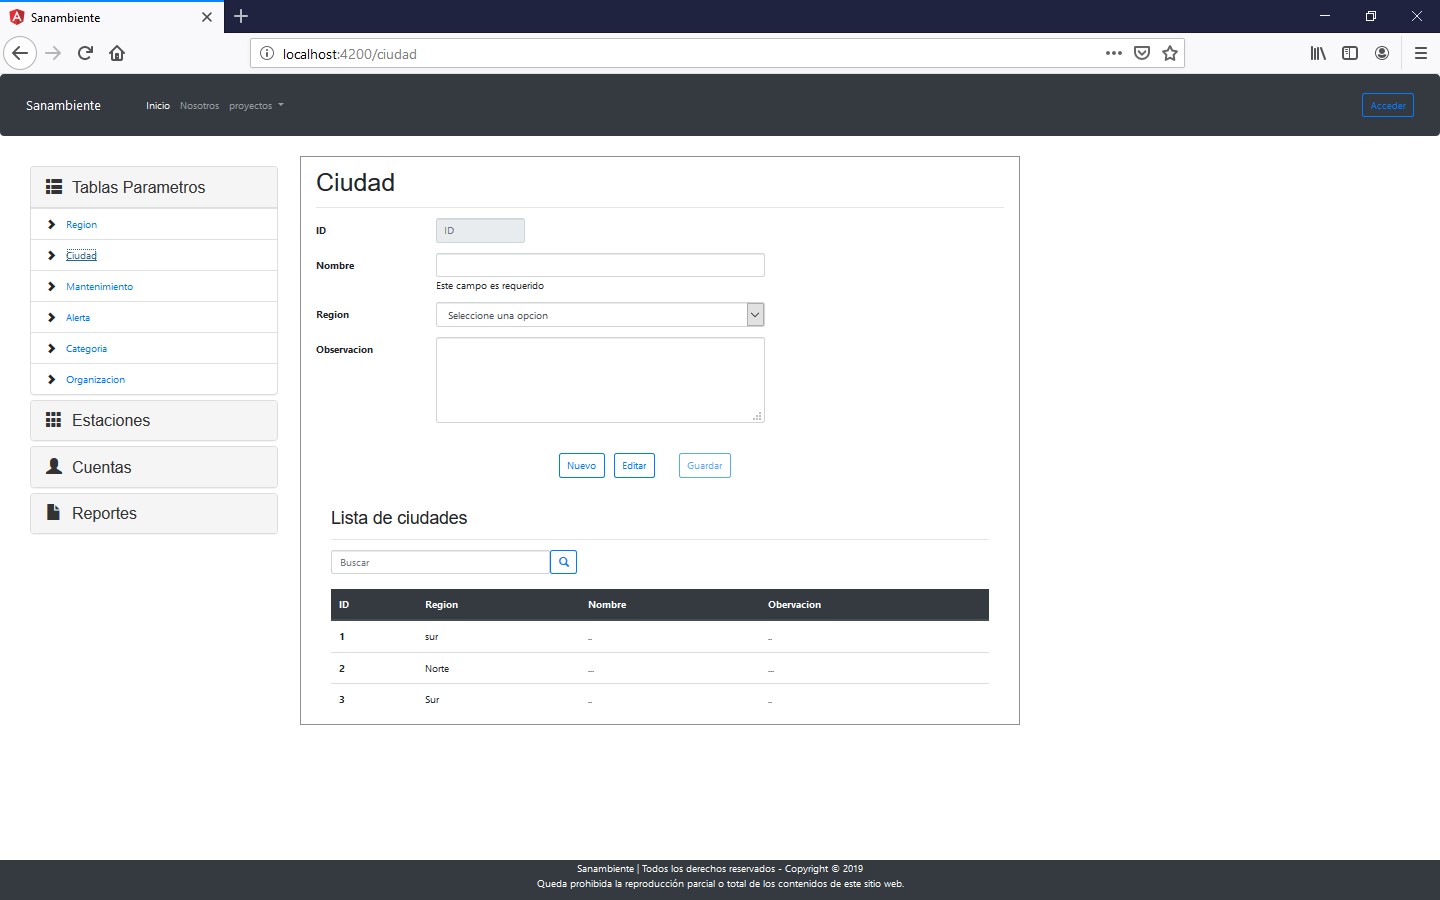 Sanambiente
localhost:4200/ciudad
Sanambiente Inicio Nosotros proyectos Acceder
Tablas Parametros
Region
Ciudad
Mantenimiento
Alerta
Categoria
Organizacion
Estaciones
Cuentas
Reportes
Ciudad
ID ID
Nombre
Este campo es requerido
Region Seleccione una opcion
Observacion
Nuevo Editar Guardar
Lista de ciudades
Buscar
ID Region Nombre Obervacion
1 sur .. ..
2 Norte ... ...
3 Sur .. ..
Sanambiente | Todos los derechos reservados - Copyright © 2019
Queda prohibida la reproducción parcial o total de los contenidos de este sitio web.